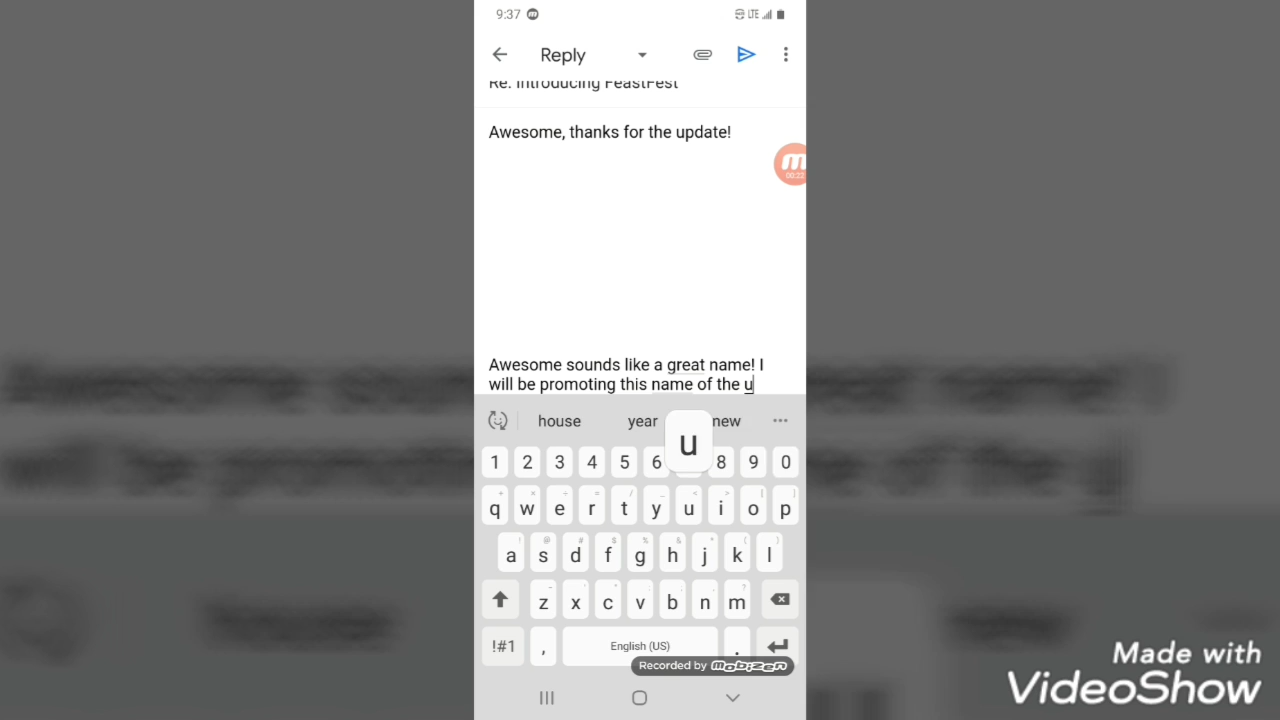 9:37
LTE
Reply
Re: Introducing FeastFest
Awesome, thanks for the update!
00:22
Awesome sounds like a great name! I
will be promoting this name of the u
house year new
u
1 2 3 4 5 6 8 9 0
q w e r t y u i o p
a s d f g h j k l
z x c v b n m
!#1 , English (US) .
Recorded by mobizen
Made with
VideoShow